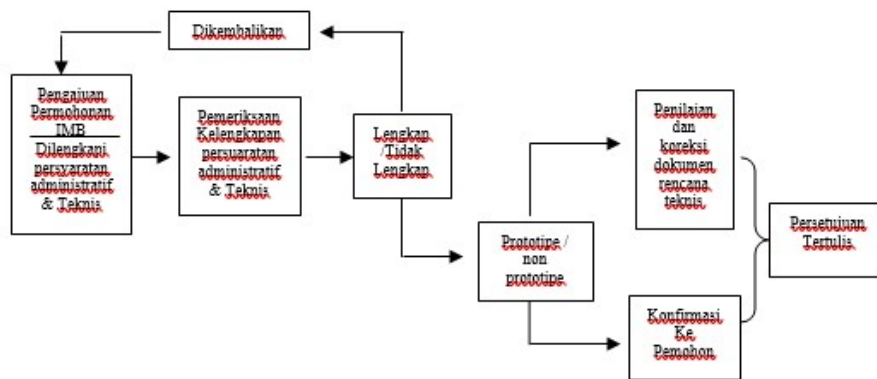 Dikembalikan
Pengajuan
Permohonan
IMB
Dilengkapi
persyaratan
administratif
& Teknis
Pemeriksaan
Kelengkapan
persuaratan
administratif
& Teknis
Lengkap
/Tidak
Lengkap
Prototipe /
non
prototipe
Penilaian
dan
koreksi
dokumen
rencana
teknis
Konfirmasi
Ke
Pemohon
Persetujuan
Tertulis